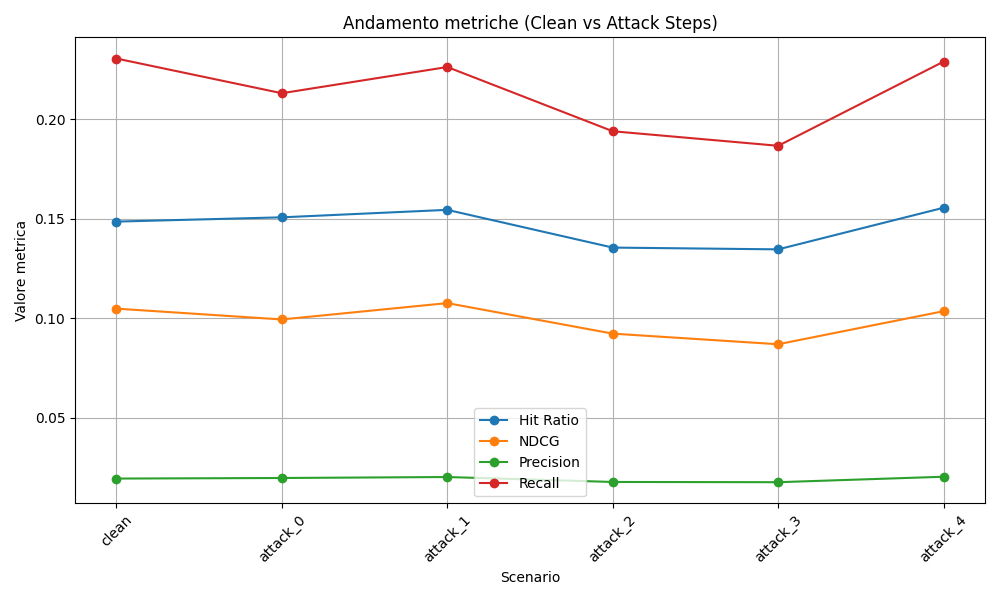 Andamento metriche (Clean vs Attack Steps)
Valore metrica
0.20
0.15
0.10
0.05
Hit Ratio
NDCG
Precision
Recall
clean
attack_0
attack_1
attack_2
attack_3
attack_4
Scenario